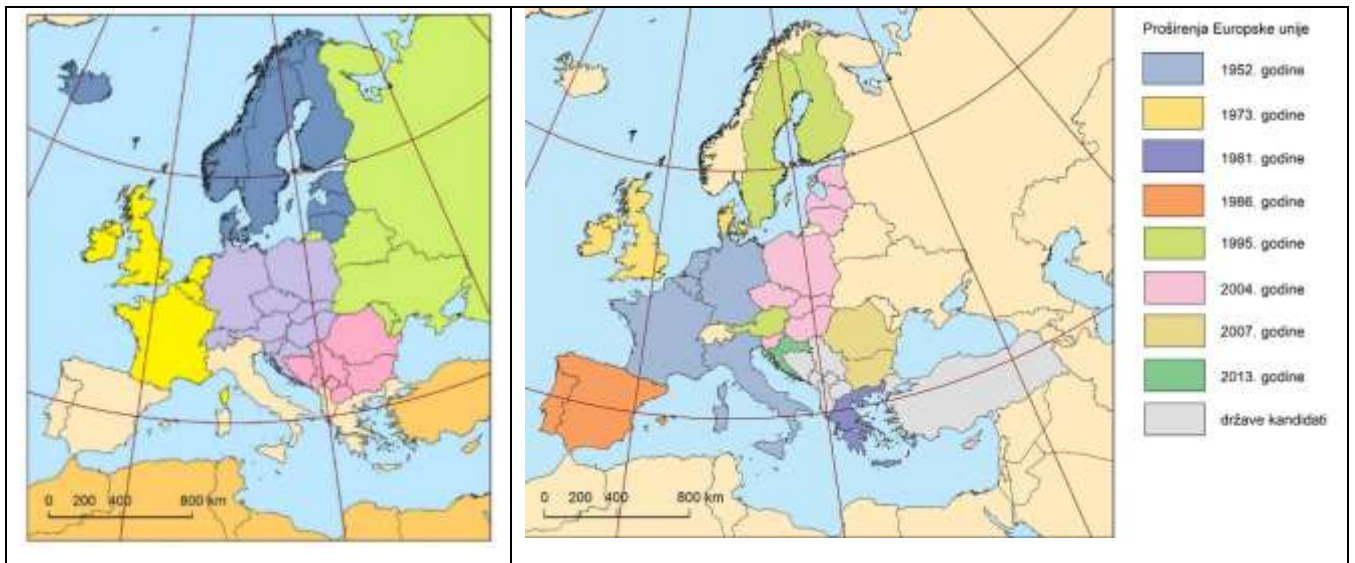 0 200 400 800 km
0 200 400 800 km
Proširenja Europske unije
1952. godine
1973. godine
1981. godine
1986. godine
1995. godine
2004. godine
2007. godine
2013. godine
države kandidati